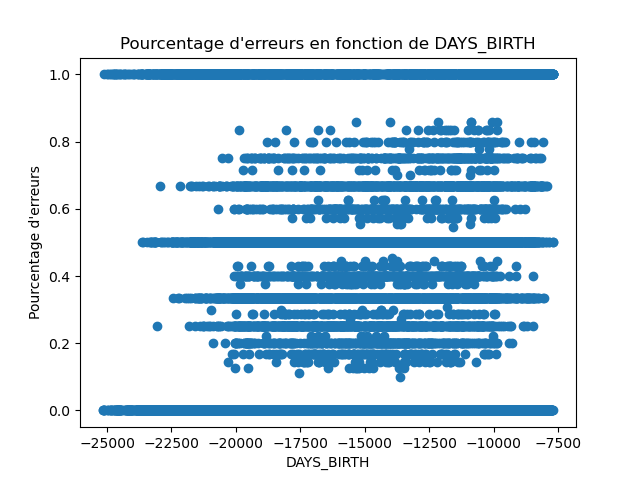 Pourcentage d'erreurs en fonction de DAYS_BIRTH
Pourcentage d'erreurs
1.0
0.8
0.6
0.4
0.2
0.0
−25000 −22500 −20000 −17500 −15000 −12500 −10000 −7500
DAYS_BIRTH